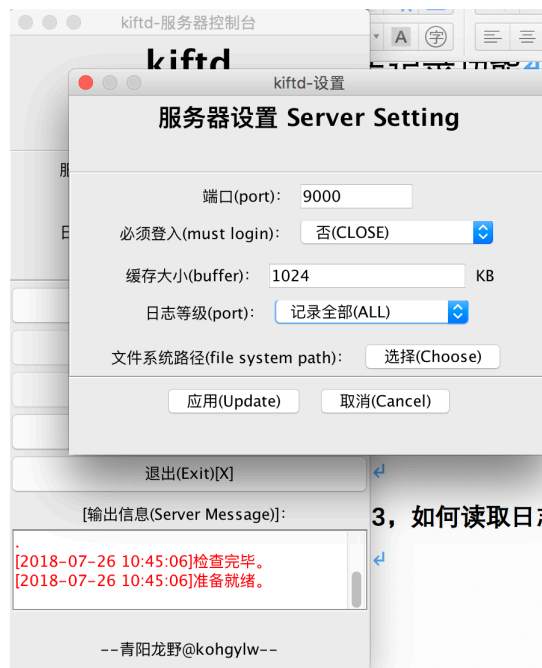 kiftd-服务器控制台
A 字
kiftd
kiftd-设置
服务器设置 Server Setting
端口(port): 9000
必须登入(must login): 否(CLOSE)
缓存大小(buffer): 1024 KB
日志等级(port): 记录全部(ALL)
文件系统路径(file system path): 选择(Choose)
应用(Update) 取消(Cancel)
退出(Exit)[X]
[输出信息(Server Message)]:
3，如何读取日
.
[2018-07-26 10:45:06]检查完毕。
[2018-07-26 10:45:06]准备就绪。
--青阳龙野@kohgylw--